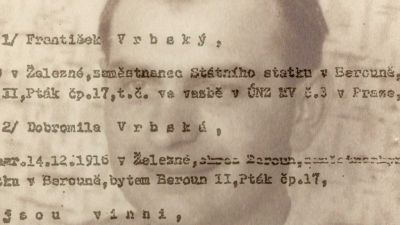 1/ František V r b s k ý ,
v Železné,zaměstnanec Státního statku v Berouně,
II,Pták čp.17,t.č. ve vazbě v ÚNZ MV č.3 v Praze,
2/ Dobromila V r b s k á ,
nar.14.12.1916 v Železné,okres Beroun,zaměstnankyn
tku v Berouně,bytem Beroun II,Pták čp.17,
jsou vinni,